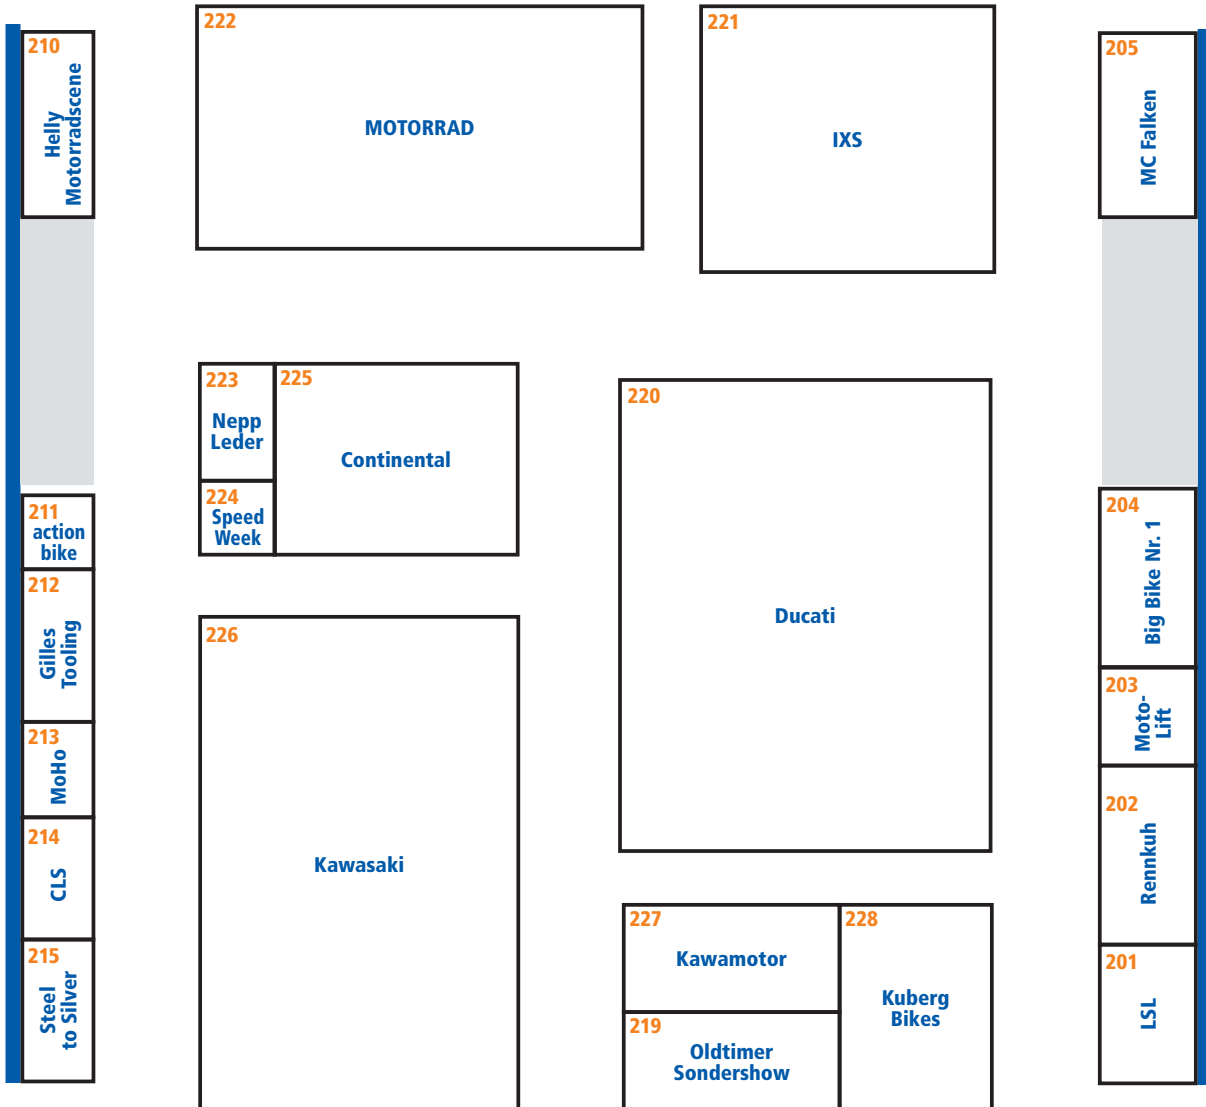 210
Helly
Motorradscene
222
MOTORRAD
221
IXS
205
MC Falken
223
Nepp
Leder
225
Continental
224
Speed
Week
220
Ducati
211
action
bike
212
Gilles
Tooling
213
MoHo
214
CLS
215
Steel
to Silver
226
Kawasaki
204
Big Bike Nr. 1
203
Moto-
Lift
202
Rennkuh
201
LSL
227
Kawamotor
228
Kuberg
Bikes
219
Oldtimer
Sondershow